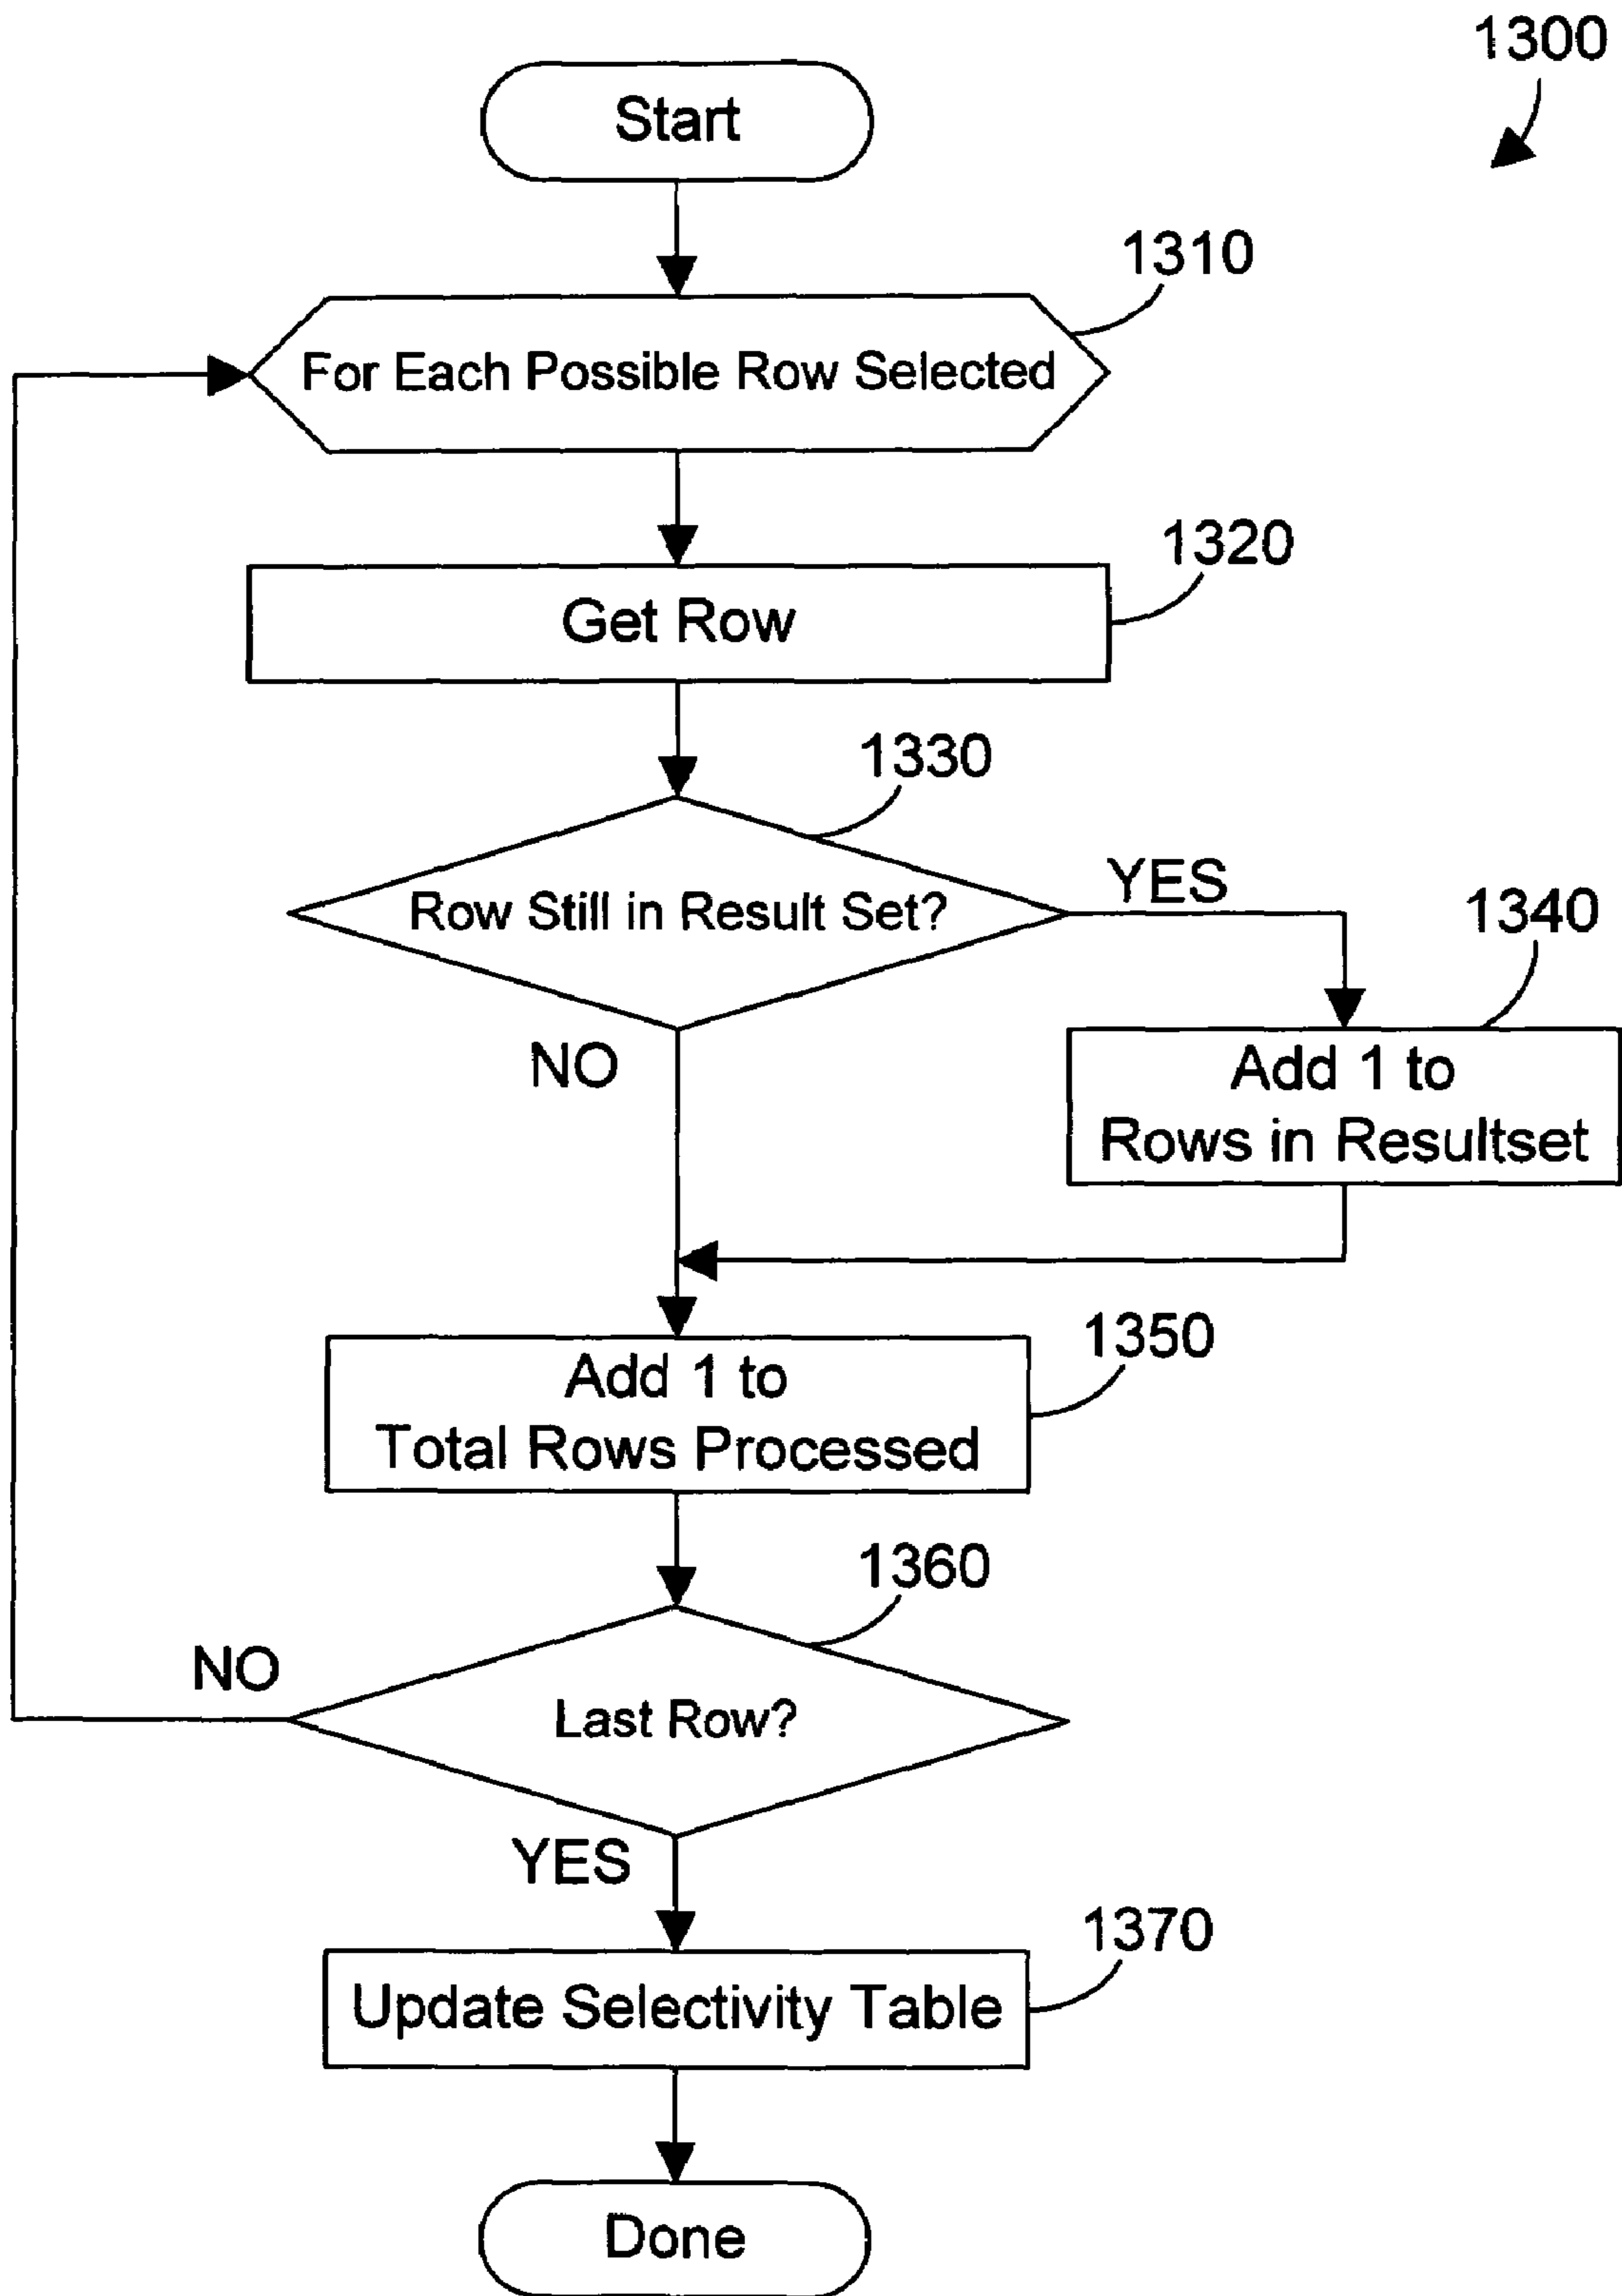 1300
Start
1310
For Each Possible Row Selected
1320
Get Row
1330
Row Still in Result Set?
YES
1340
NO
Add 1 to
Rows in Resultset
1350
Add 1 to
Total Rows Processed
1360
NO
Last Row?
YES
1370
Update Selectivity Table
Done